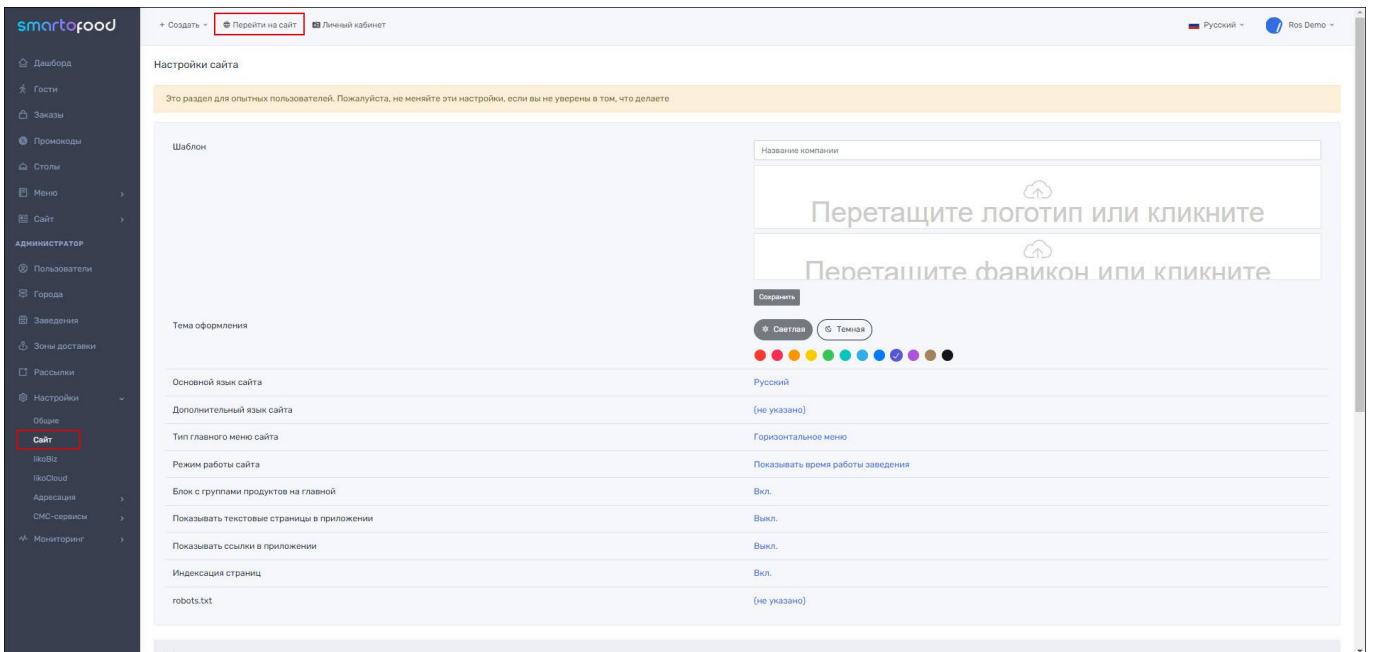 smartofood
+ Создать
Перейти на сайт
Личный кабинет
Русский
Ros Demo
Дашборд
Гости
Заказы
Промокоды
Столы
Меню
Сайт
АДМИНИСТРАТОР
Пользователи
Города
Заведения
Зоны доставки
Рассылки
Настройки
Общие
Сайт
IikoBiz
IikoCloud
Адресация
СМС-сервисы
Мониторинг
Настройки сайта
Это раздел для опытных пользователей. Пожалуйста, не меняйте эти настройки, если вы не уверены в том, что делаете
Шаблон
Название компании
Перетащите логотип или кликните
Перетащите фавикон или кликните
Сохранить
Тема оформления
Светлая
Темная
Основной язык сайта
Русский
Дополнительный язык сайта
(не указано)
Тип главного меню сайта
Горизонтальное меню
Режим работы сайта
Показывать время работы заведения
Блок с группами продуктов на главной
Вкл.
Показывать текстовые страницы в приложении
Выкл.
Показывать ссылки в приложении
Выкл.
Индексация страниц
Вкл.
robots.txt
(не указано)